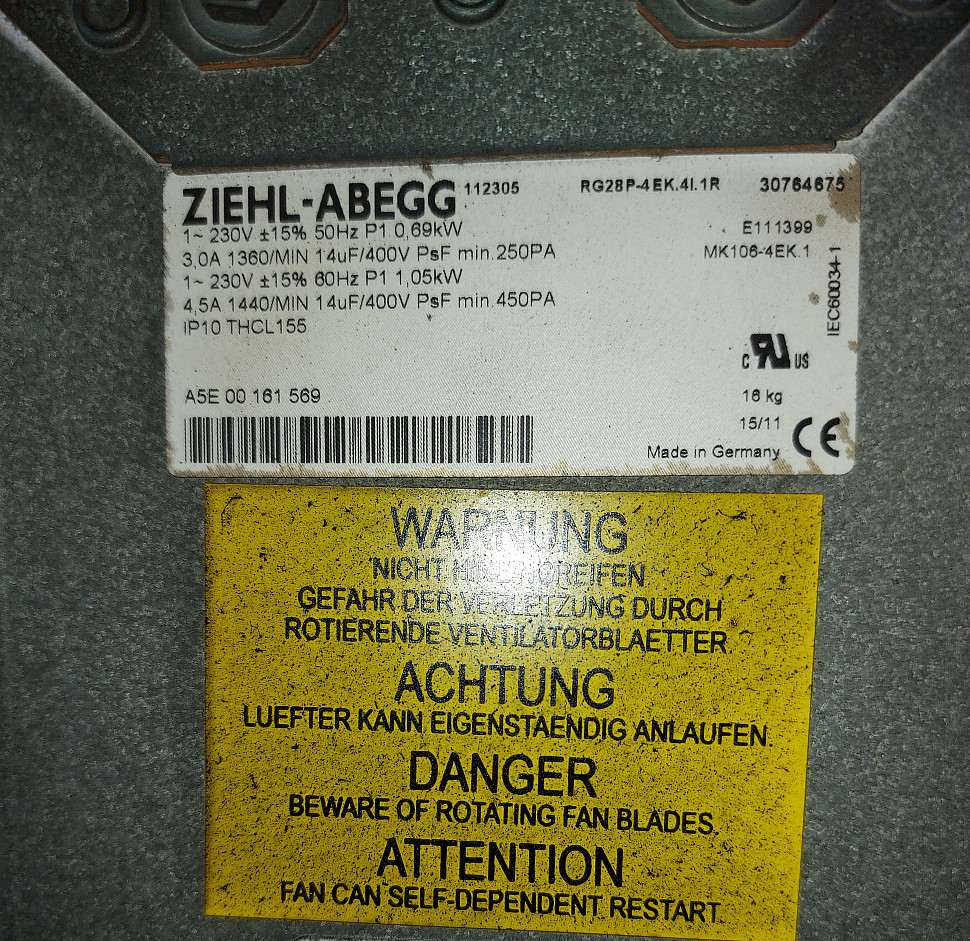 ZIEHL-ABEGG 112305 RG28P-4EK.4I.1R 30764675
1~ 230V ±15% 50Hz P1 0,69kW E111399
3,0A 1360/MIN 14uF/400V PsF min.250PA MK106-4EK.1
1~ 230V ±15% 60Hz P1 1,05kW
4,5A 1440/MIN 14uF/400V PsF min.450PA
IP10 THCL155
IEC60034-1
c RU US
A5E 00 161 569
16 kg
15/11
CE
Made in Germany
WARNUNG
NICHT HINEINGREIFEN
GEFAHR DER VERLETZUNG DURCH
ROTIERENDE VENTILATORBLAETTER
ACHTUNG
LUEFTER KANN EIGENSTAENDIG ANLAUFEN.
DANGER
BEWARE OF ROTATING FAN BLADES.
ATTENTION
FAN CAN SELF-DEPENDENT RESTART.